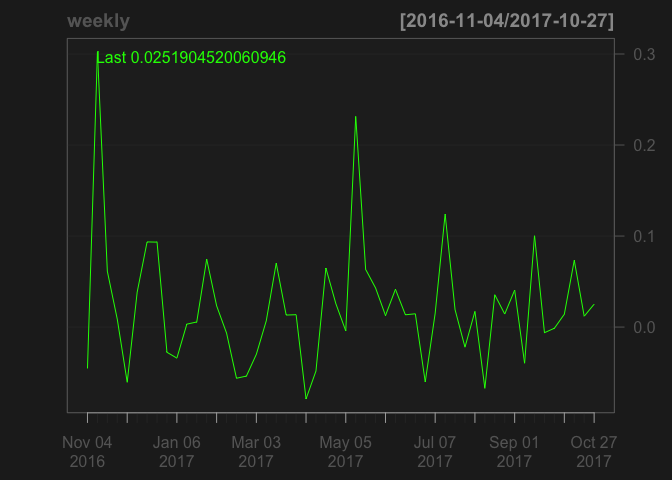 weekly [2016-11-04/2017-10-27]
Last 0.0251904520060946
0.3
0.2
0.1
0.0
Nov 04 Jan 06 Mar 03 May 05 Jul 07 Sep 01 Oct 27
2016 2017 2017 2017 2017 2017 2017